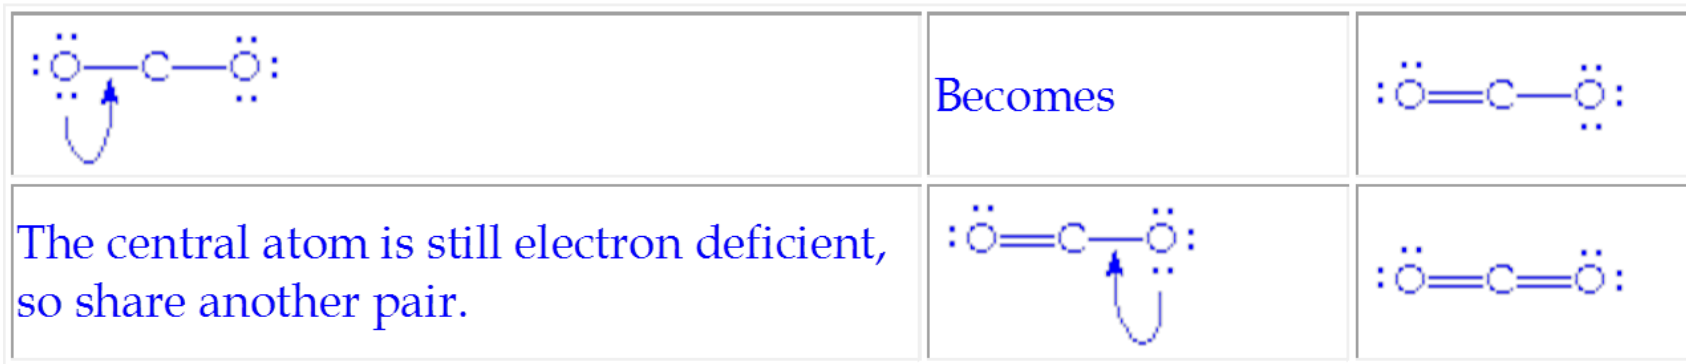 :O—C—O:
Becomes
:O=C—O:
The central atom is still electron deficient,
so share another pair.
:O=C—O:
:O=C=O: